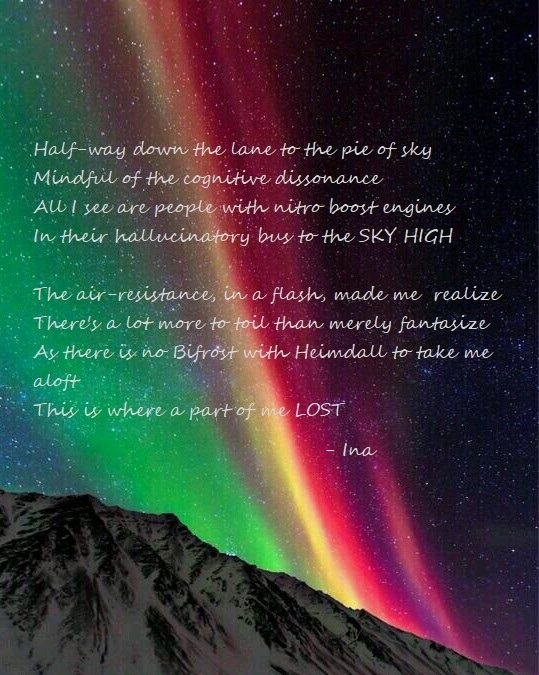 Half-way down the lane to the pie of sky
Mindful of the cognitive dissonance
All I see are people with nitro boost engines
In their hallucinatory bus to the SKY HIGH
The air-resistance, in a flash, made me realize
There's a lot more to toil than merely fantasize
As there is no Bifrost with Heimdall to take me
aloft
This is where a part of me LOST
- Ina